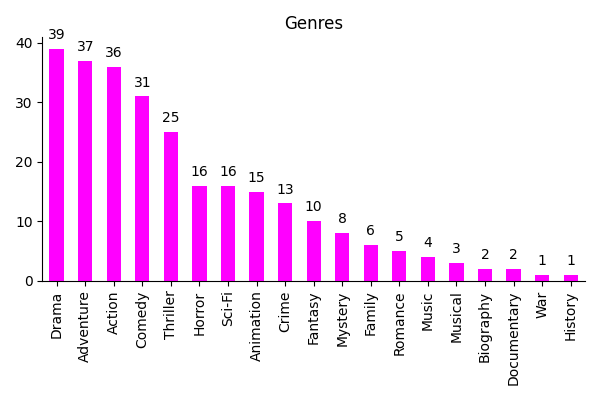 Genres
40
30
20
10
0
39
37
36
31
25
16
16
15
13
10
8
6
5
4
3
2
2
1
1
Drama
Adventure
Action
Comedy
Thriller
Horror
Sci-Fi
Animation
Crime
Fantasy
Mystery
Family
Romance
Music
Musical
Biography
Documentary
War
History